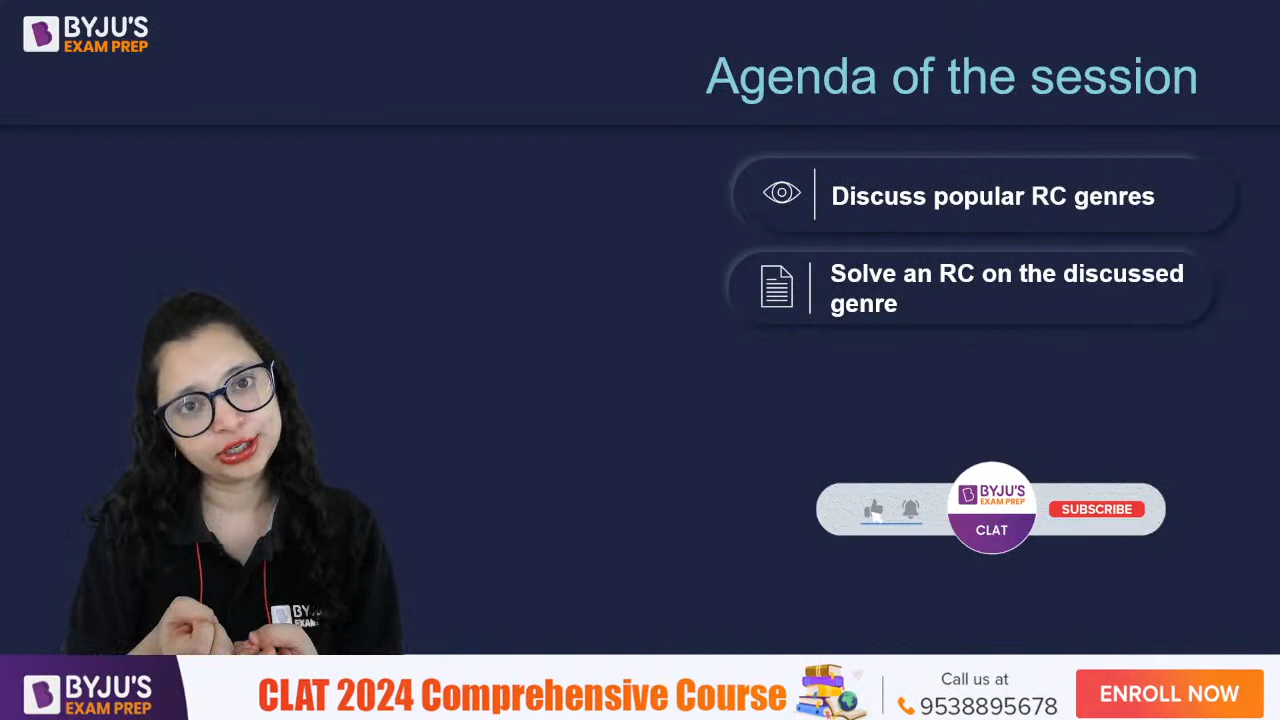 BYJU'S
EXAM PREP
Agenda of the session
Discuss popular RC genres
Solve an RC on the discussed
genre
BYJU'S
EXAM PREP
SUBSCRIBE
CLAT
BYJU'S
EXAM PREP
CLAT 2024 Comprehensive Course
Call us at
9538895678
ENROLL NOW